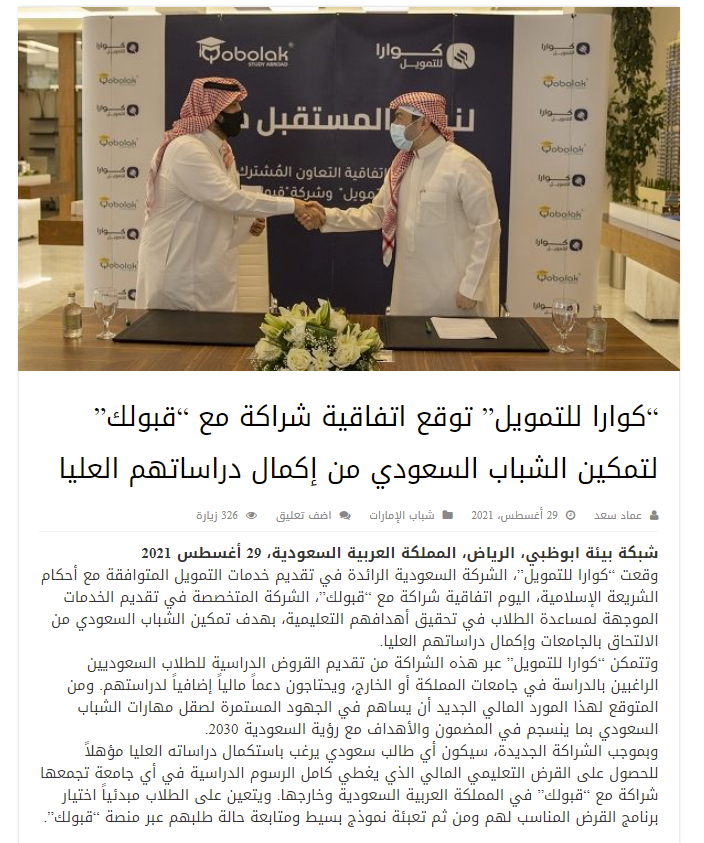 Qobolak
STUDY ABROAD
كوارا
للتمويل
المستقبل
اتفاقية التعاون المُشترك
وشركة
“كوارا للتمويل” توقع اتفاقية شراكة مع “قبولك”
لتمكين الشباب السعودي من إكمال دراساتهم العليا
عماد سعد 29 أغسطس، 2021 شباب الإمارات اضف تعليق 326 زيارة
شبكة بيئة ابوظبي، الرياض، المملكة العربية السعودية، 29 أغسطس 2021
وقعت “كوارا للتمويل”، الشركة السعودية الرائدة في تقديم خدمات التمويل المتوافقة مع أحكام
الشريعة الإسلامية، اليوم اتفاقية شراكة مع “قبولك”، الشركة المتخصصة في تقديم الخدمات
الموجهة لمساعدة الطلاب في تحقيق أهدافهم التعليمية، بهدف تمكين الشباب السعودي من
الالتحاق بالجامعات وإكمال دراساتهم العليا.
وتتمكن “كوارا للتمويل” عبر هذه الشراكة من تقديم القروض الدراسية للطلاب السعوديين
الراغبين بالدراسة في جامعات المملكة أو الخارج، ويحتاجون دعماً مالياً إضافياً لدراستهم. ومن
المتوقع لهذا المورد المالي الجديد أن يساهم في الجهود المستمرة لصقل مهارات الشباب
السعودي بما ينسجم في المضمون والأهداف مع رؤية السعودية 2030.
وبموجب الشراكة الجديدة، سيكون أي طالب سعودي يرغب باستكمال دراساته العليا مؤهلاً
للحصول على القرض التعليمي المالي الذي يغطي كامل الرسوم الدراسية في أي جامعة تجمعها
شراكة مع “قبولك” في المملكة العربية السعودية وخارجها. ويتعين على الطلاب مبدئياً اختيار
برنامج القرض المناسب لهم ومن ثم تعبئة نموذج بسيط ومتابعة حالة طلبهم عبر منصة “قبولك”.